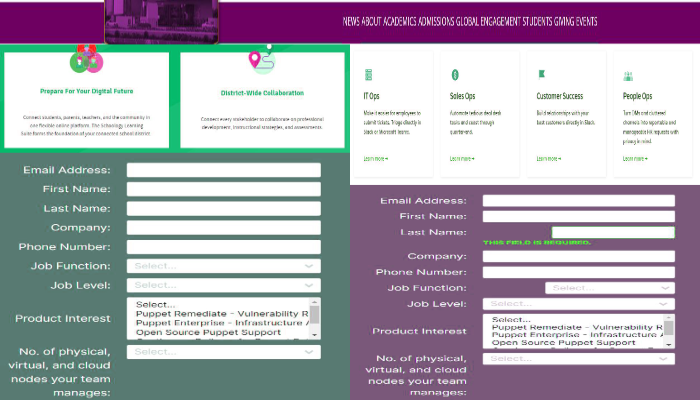 NEWS ABOUT ACADEMICS ADMISSIONS GLOBAL ENGAGEMENT STUDENTS GIVING EVENTS
Prepare For Your Digital Future
Connect students, parents, teachers, and the community in
one flexible online platform. The Schoology Learning
Suite forms the foundation of your connected school district.
District-Wide Collaboration
Connect every stakeholder to collaborate on professional
development, instructional strategies, and assessments.
IT Ops
Make it easier for employees to
submit tickets. Triage directly in
Slack or Microsoft Teams.
Learn more
Sales Ops
Automate tedious deal desk
tasks and coast through
quarter-end.
Learn more
Customer Success
Build relationships with your
best customers directly in Slack.
Learn more
People Ops
Turn DMs and cluttered
channels into reportable and
manageable HR requests with
privacy in mind.
Learn more
Email Address:
First Name:
Last Name:
Company:
Phone Number:
Job Function:
Select...
Job Level:
Select...
Product Interest
Select...
Puppet Remediate - Vulnerability R
Puppet Enterprise - Infrastructure
Open Source Puppet Support
No. of physical,
virtual, and cloud
nodes your team
manages:
Select...
Email Address:
First Name:
Last Name:
THIS FIELD IS REQUIRED.
Company:
Phone Number:
Job Function:
Select...
Job Level:
Select...
Product Interest
Select...
Puppet Remediate - Vulnerability R
Puppet Enterprise - Infrastructure
Open Source Puppet Support
No. of physical,
virtual, and cloud
nodes your team
manages:
Select...